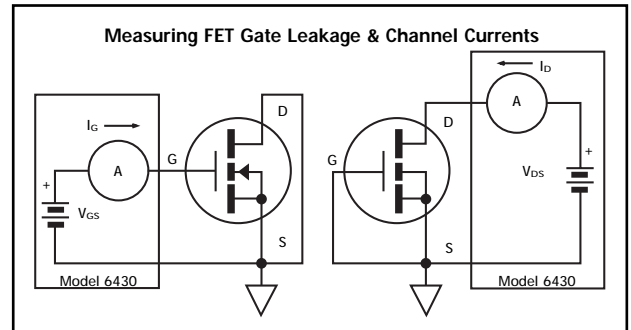 Measuring FET Gate Leakage & Channel Currents
IG
A
+
VGS
G
D
S
Model 6430
ID
A
D
G
+
VDS
S
Model 6430